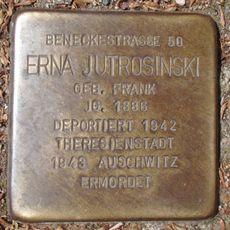 BENECKESTRASSE 50
ERNA JUTROSINSKI
GEB. FRANK
JG. 1886
DEPORTIERT 1942
THERESIENSTADT
1943 AUSCHWITZ
ERMORDET